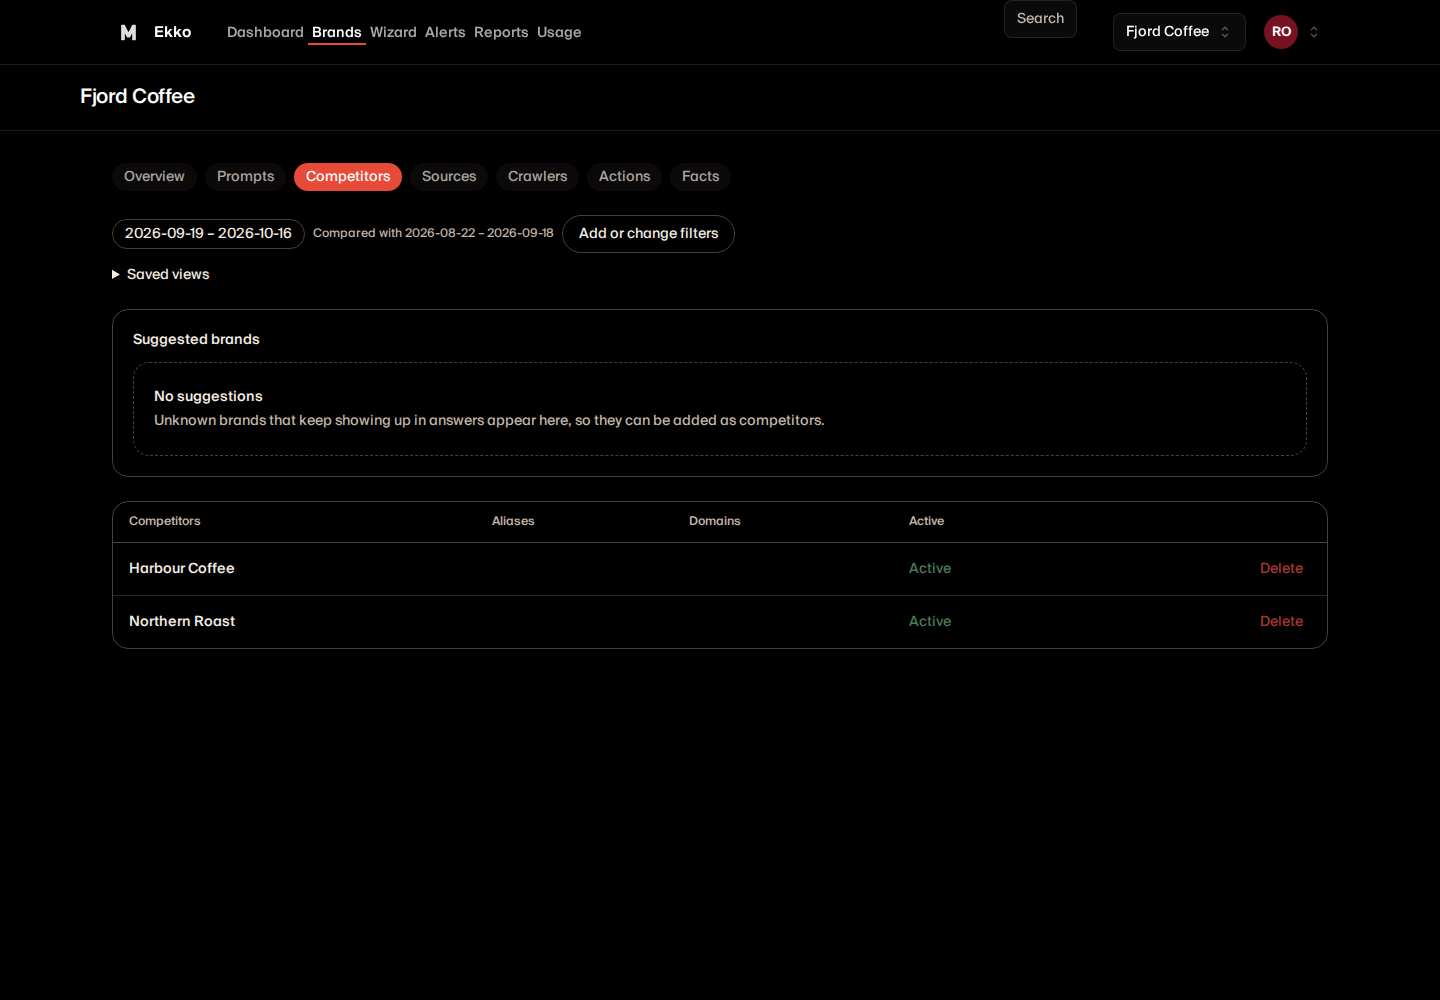 M Ekko Dashboard Brands Wizard Alerts Reports Usage Search Fjord Coffee RO
Fjord Coffee
Overview Prompts Competitors Sources Crawlers Actions Facts
2026-09-19 – 2026-10-16 Compared with 2026-08-22 – 2026-09-18 Add or change filters
Saved views
Suggested brands
No suggestions
Unknown brands that keep showing up in answers appear here, so they can be added as competitors.
Competitors Aliases Domains Active
Harbour Coffee Active Delete
Northern Roast Active Delete